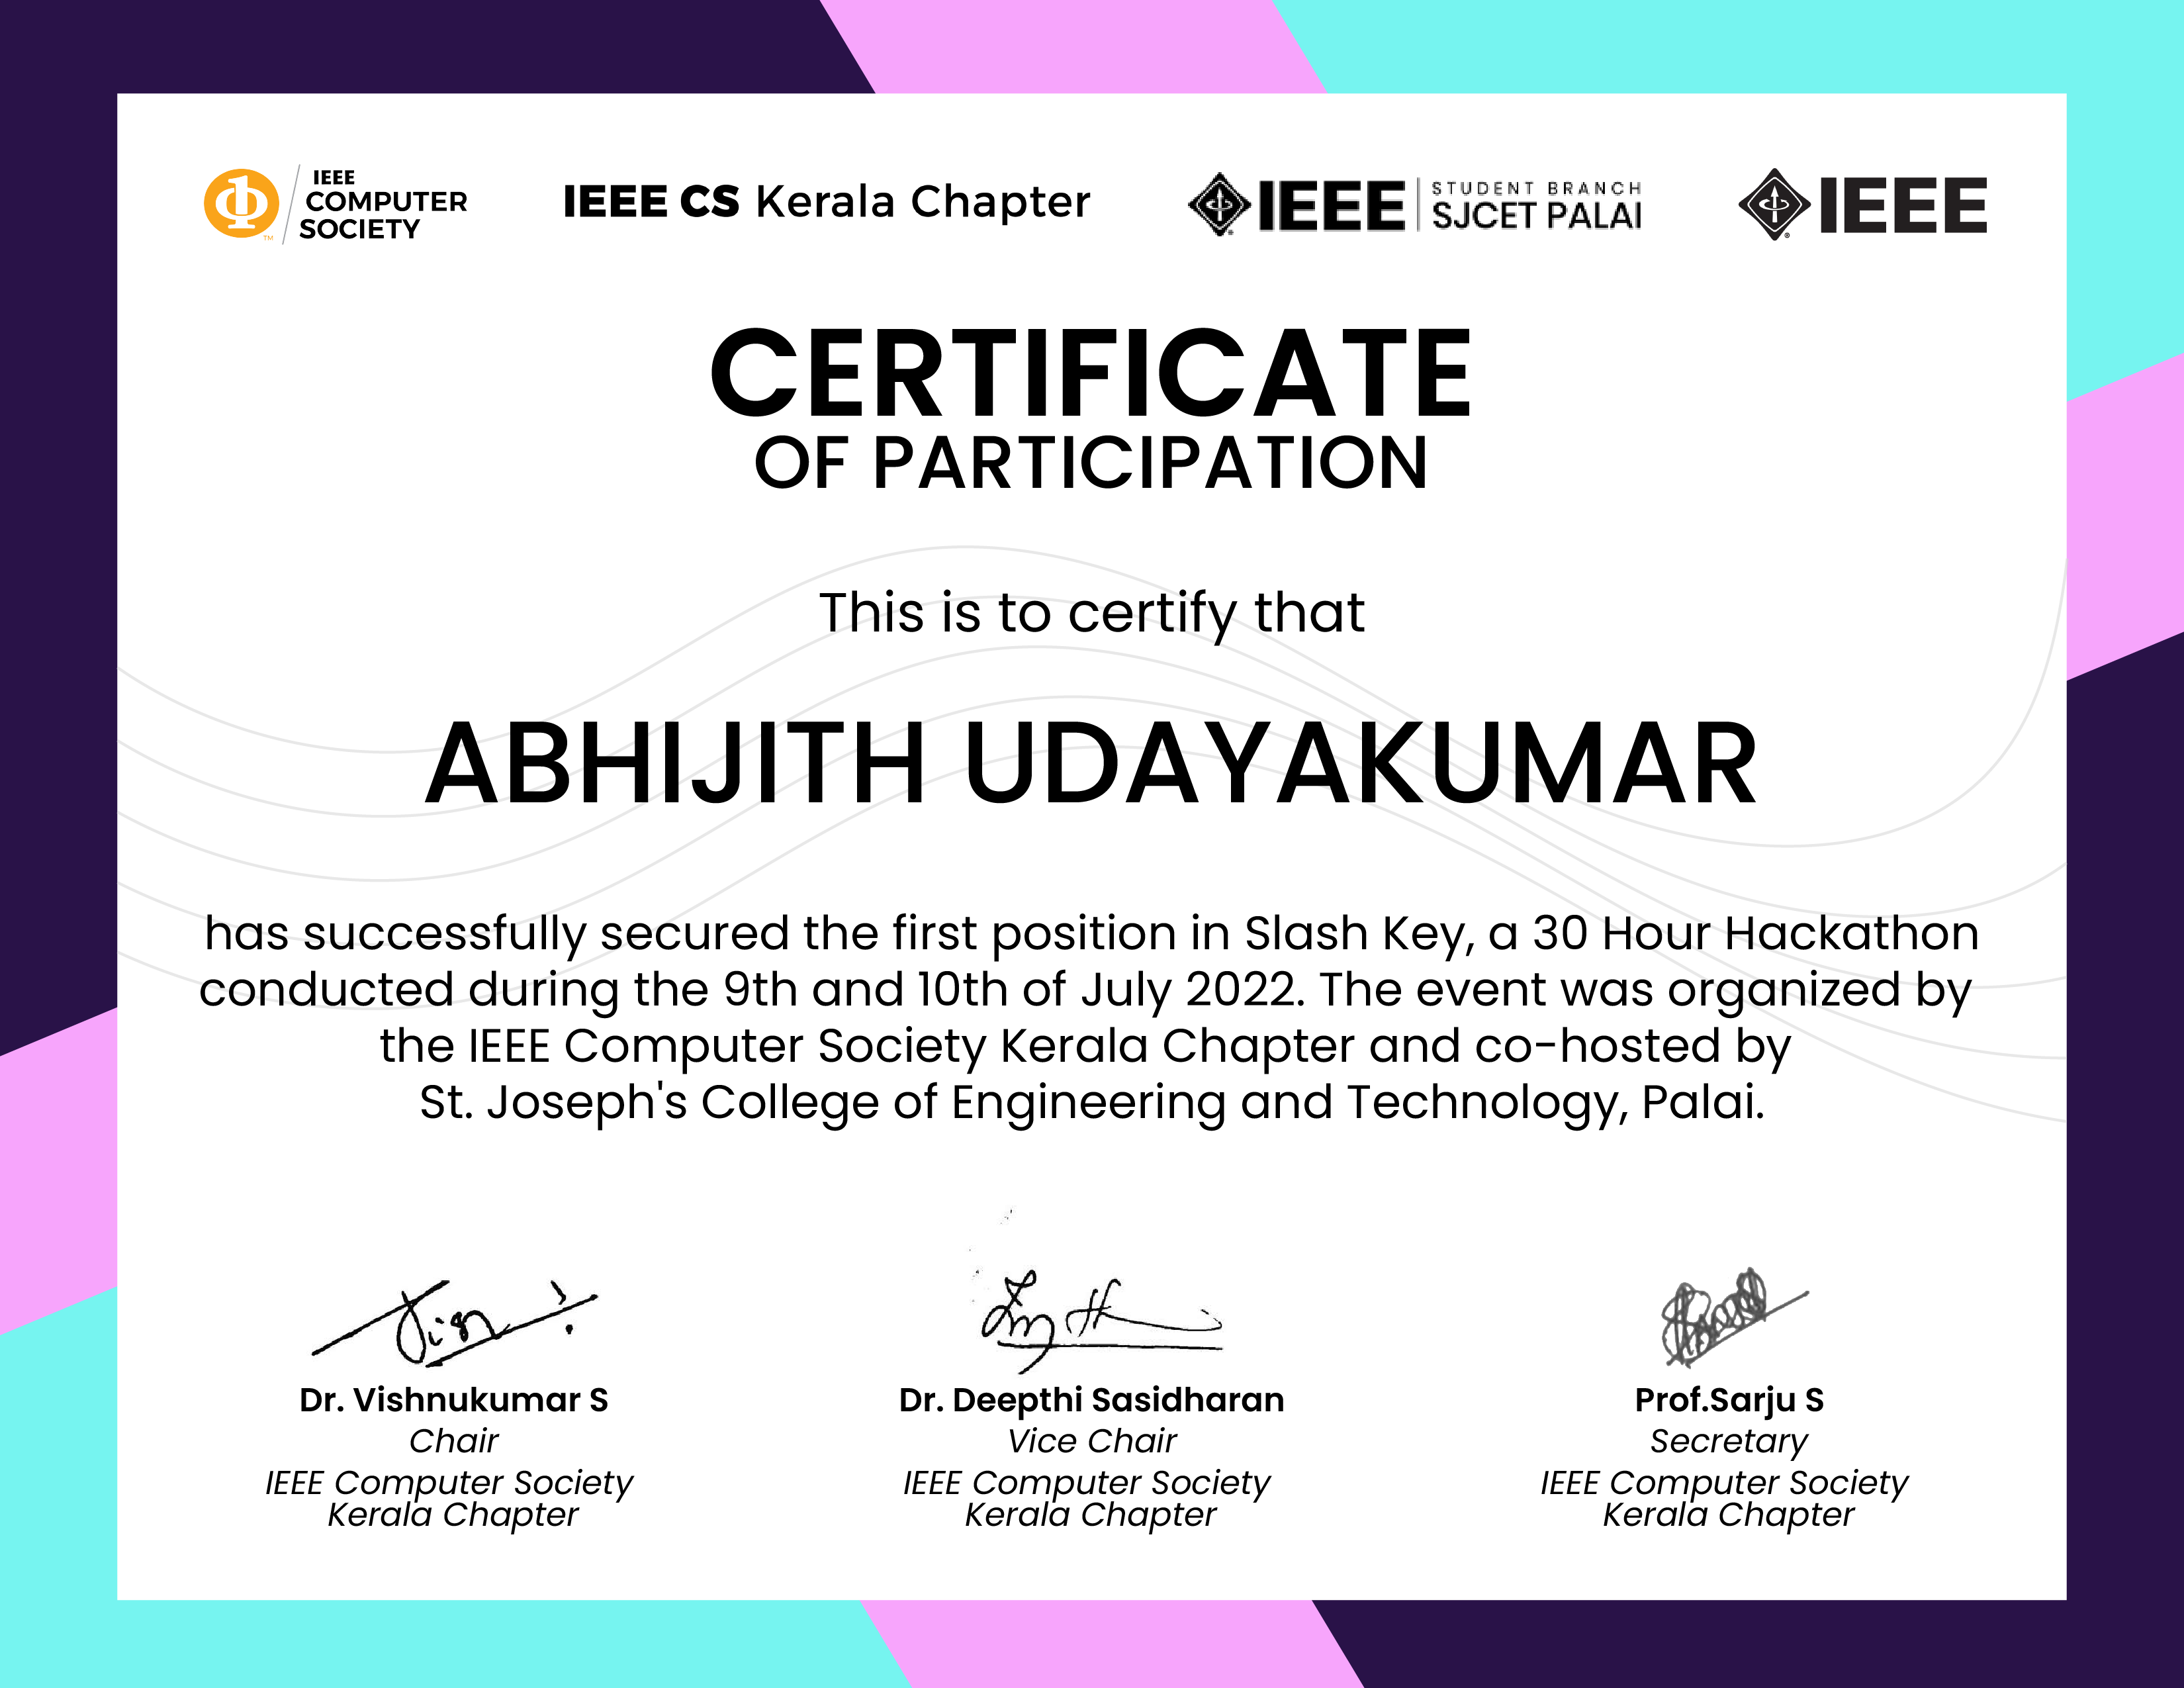 IEEE
COMPUTER
SOCIETY
TM
IEEE CS Kerala Chapter
IEEE
STUDENT BRANCH
SJCET PALAI
IEEE
CERTIFICATE
OF PARTICIPATION
This is to certify that
ABHIJITH UDAYAKUMAR
has successfully secured the first position in Slash Key, a 30 Hour Hackathon
conducted during the 9th and 10th of July 2022. The event was organized by
the IEEE Computer Society Kerala Chapter and co-hosted by
St. Joseph's College of Engineering and Technology, Palai.
Dr. Vishnukumar S
Chair
IEEE Computer Society
Kerala Chapter
Dr. Deepthi Sasidharan
Vice Chair
IEEE Computer Society
Kerala Chapter
Prof.Sarju S
Secretary
IEEE Computer Society
Kerala Chapter